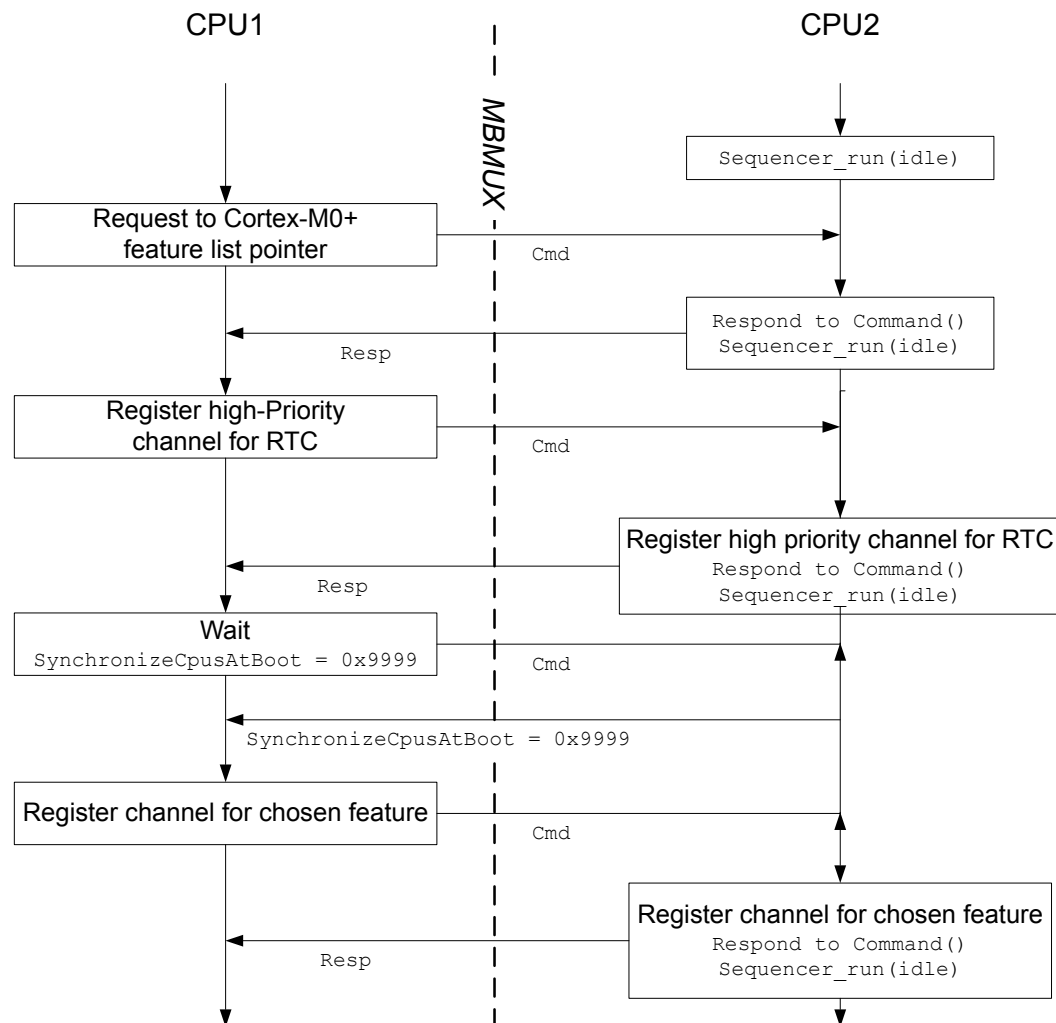 CPU1
CPU2
MBMUX
Sequencer_run(idle)
Request to Cortex-M0+
feature list pointer
Cmd
Respond to Command()
Sequencer_run(idle)
Resp
Register high-Priority
channel for RTC
Cmd
Register high priority channel for RTC
Respond to Command()
Sequencer_run(idle)
Resp
Wait
SynchronizeCpusAtBoot = 0x9999
Cmd
SynchronizeCpusAtBoot = 0x9999
Register channel for chosen feature
Cmd
Register channel for chosen feature
Respond to Command()
Sequencer_run(idle)
Resp